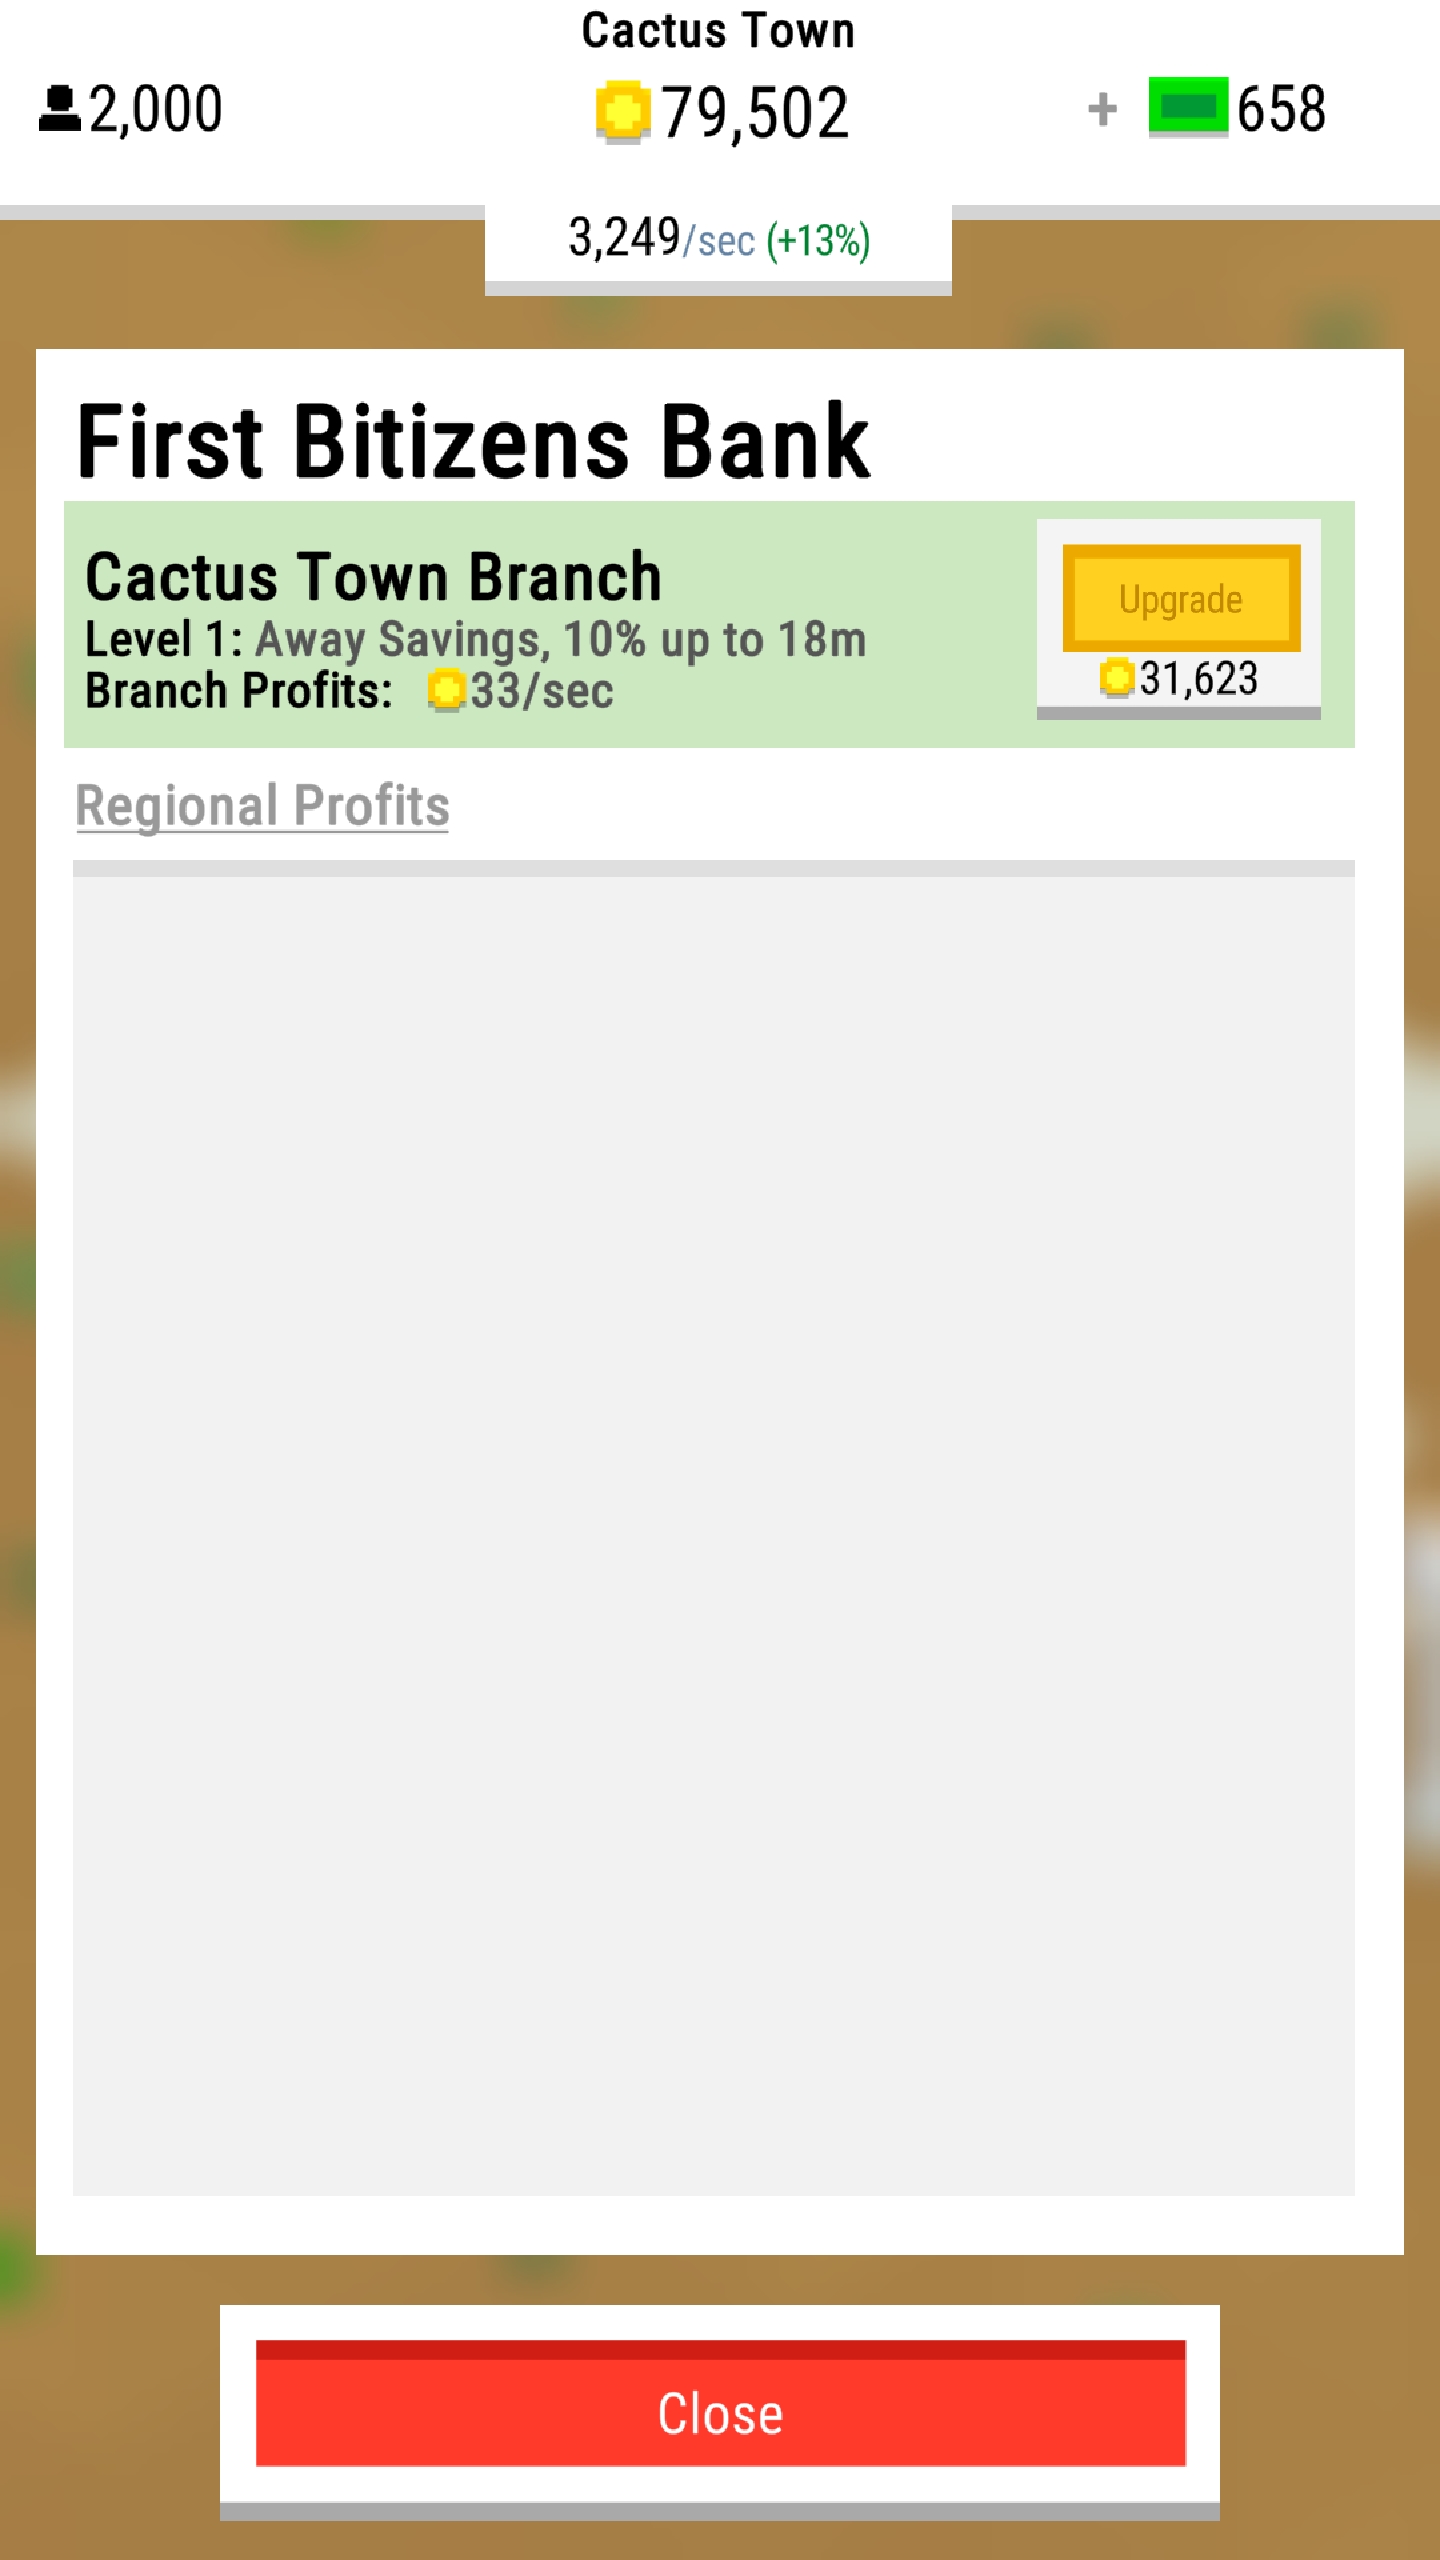 Cactus Town
2,000
79,502
+ 658
3,249/sec (+13%)
First Bitizens Bank
Cactus Town Branch
Level 1: Away Savings, 10% up to 18m
Branch Profits: 33/sec
Upgrade
31,623
Regional Profits
Close